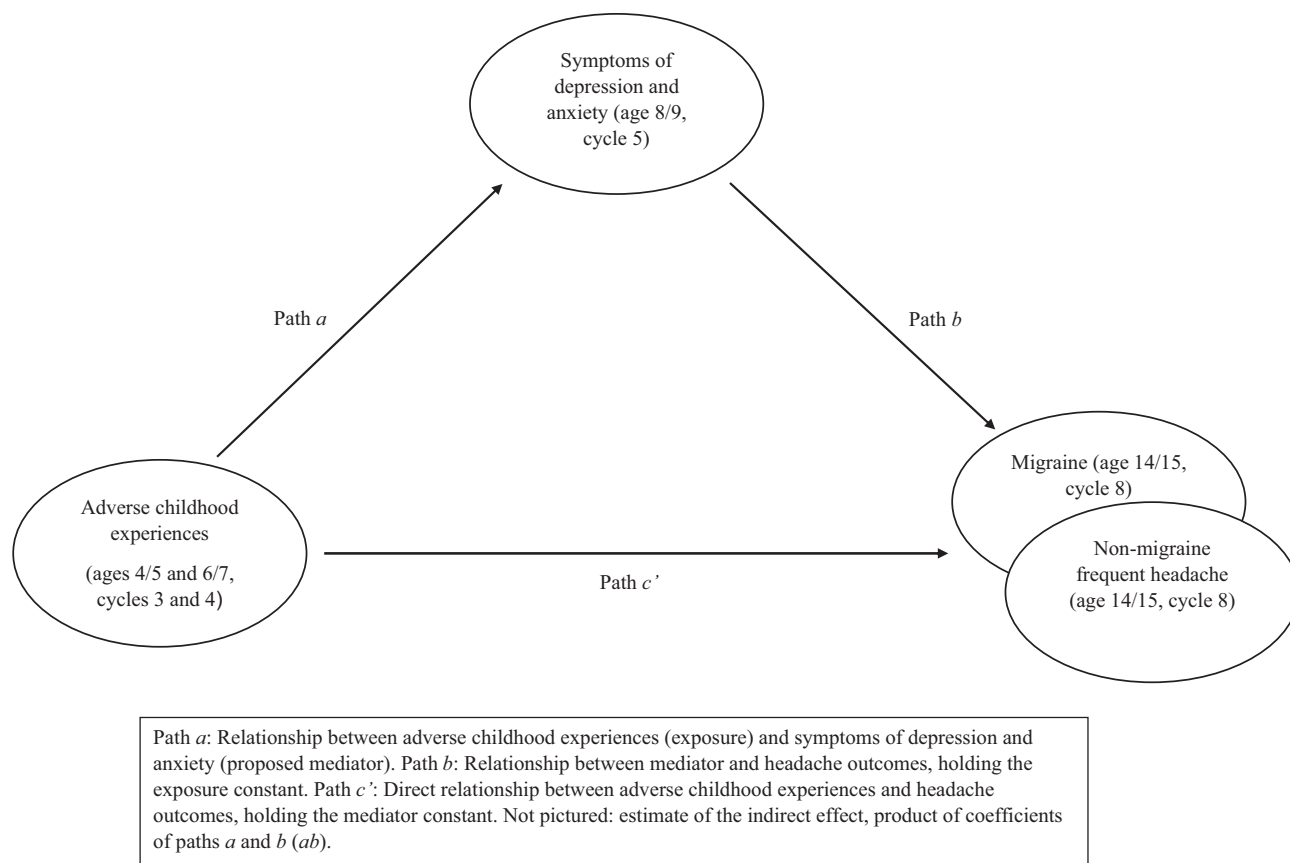 Symptoms of
depression and
anxiety (age 8/9,
cycle 5)
Path a
Path b
Adverse childhood
experiences
(ages 4/5 and 6/7,
cycles 3 and 4)
Path c’
Migraine (age 14/15,
cycle 8)
Non-migraine
frequent headache
(age 14/15, cycle 8)
Path a: Relationship between adverse childhood experiences (exposure) and symptoms of depression and
anxiety (proposed mediator). Path b: Relationship between mediator and headache outcomes, holding the
exposure constant. Path c’: Direct relationship between adverse childhood experiences and headache
outcomes, holding the mediator constant. Not pictured: estimate of the indirect effect, product of coefficients
of paths a and b (ab).